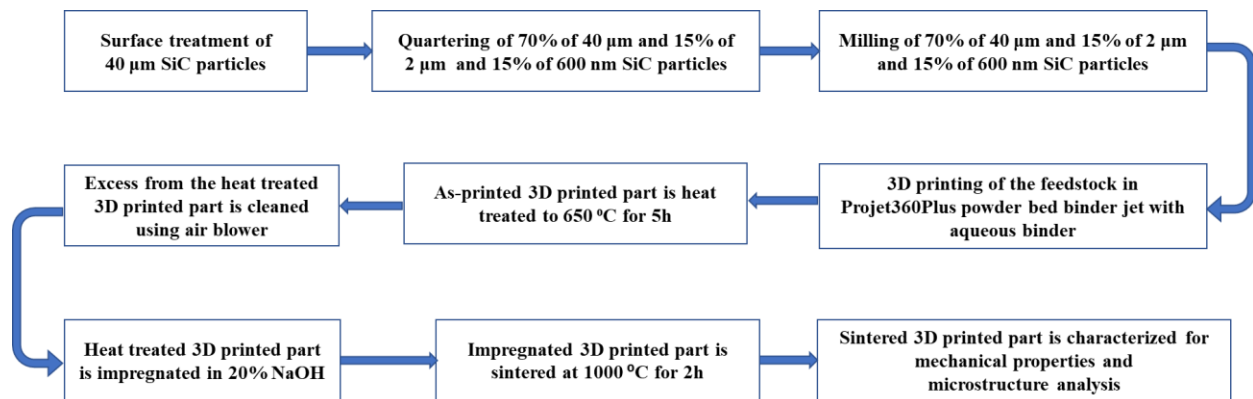 Surface treatment of
40 µm SiC particles
Quartering of 70% of 40 µm and 15% of
2 µm and 15% of 600 nm SiC particles
Milling of 70% of 40 µm and 15% of 2 µm
and 15% of 600 nm SiC particles
3D printing of the feedstock in
Projet360Plus powder bed binder jet with
aqueous binder
As-printed 3D printed part is heat
treated to 650 ⁰C for 5h
Excess from the heat treated
3D printed part is cleaned
using air blower
Heat treated 3D printed part
is impregnated in 20% NaOH
Impregnated 3D printed part is
sintered at 1000 ⁰C for 2h
Sintered 3D printed part is characterized for
mechanical properties and
microstructure analysis